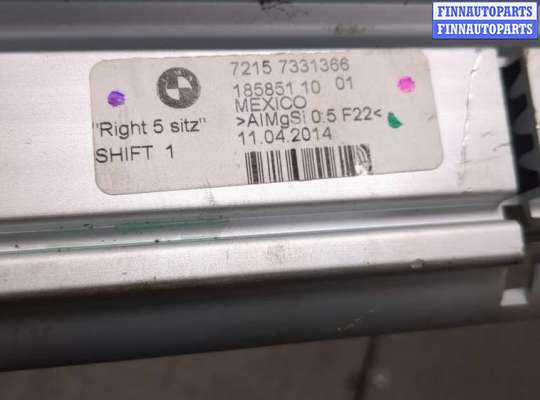 FINNAUTOPARTS
FINNAUTOPARTS
7215 7331366
185851 10 01
MEXICO
"Right 5 sitz" >AlMgSi 0:5 F22<
SHIFT 1 11.04.2014